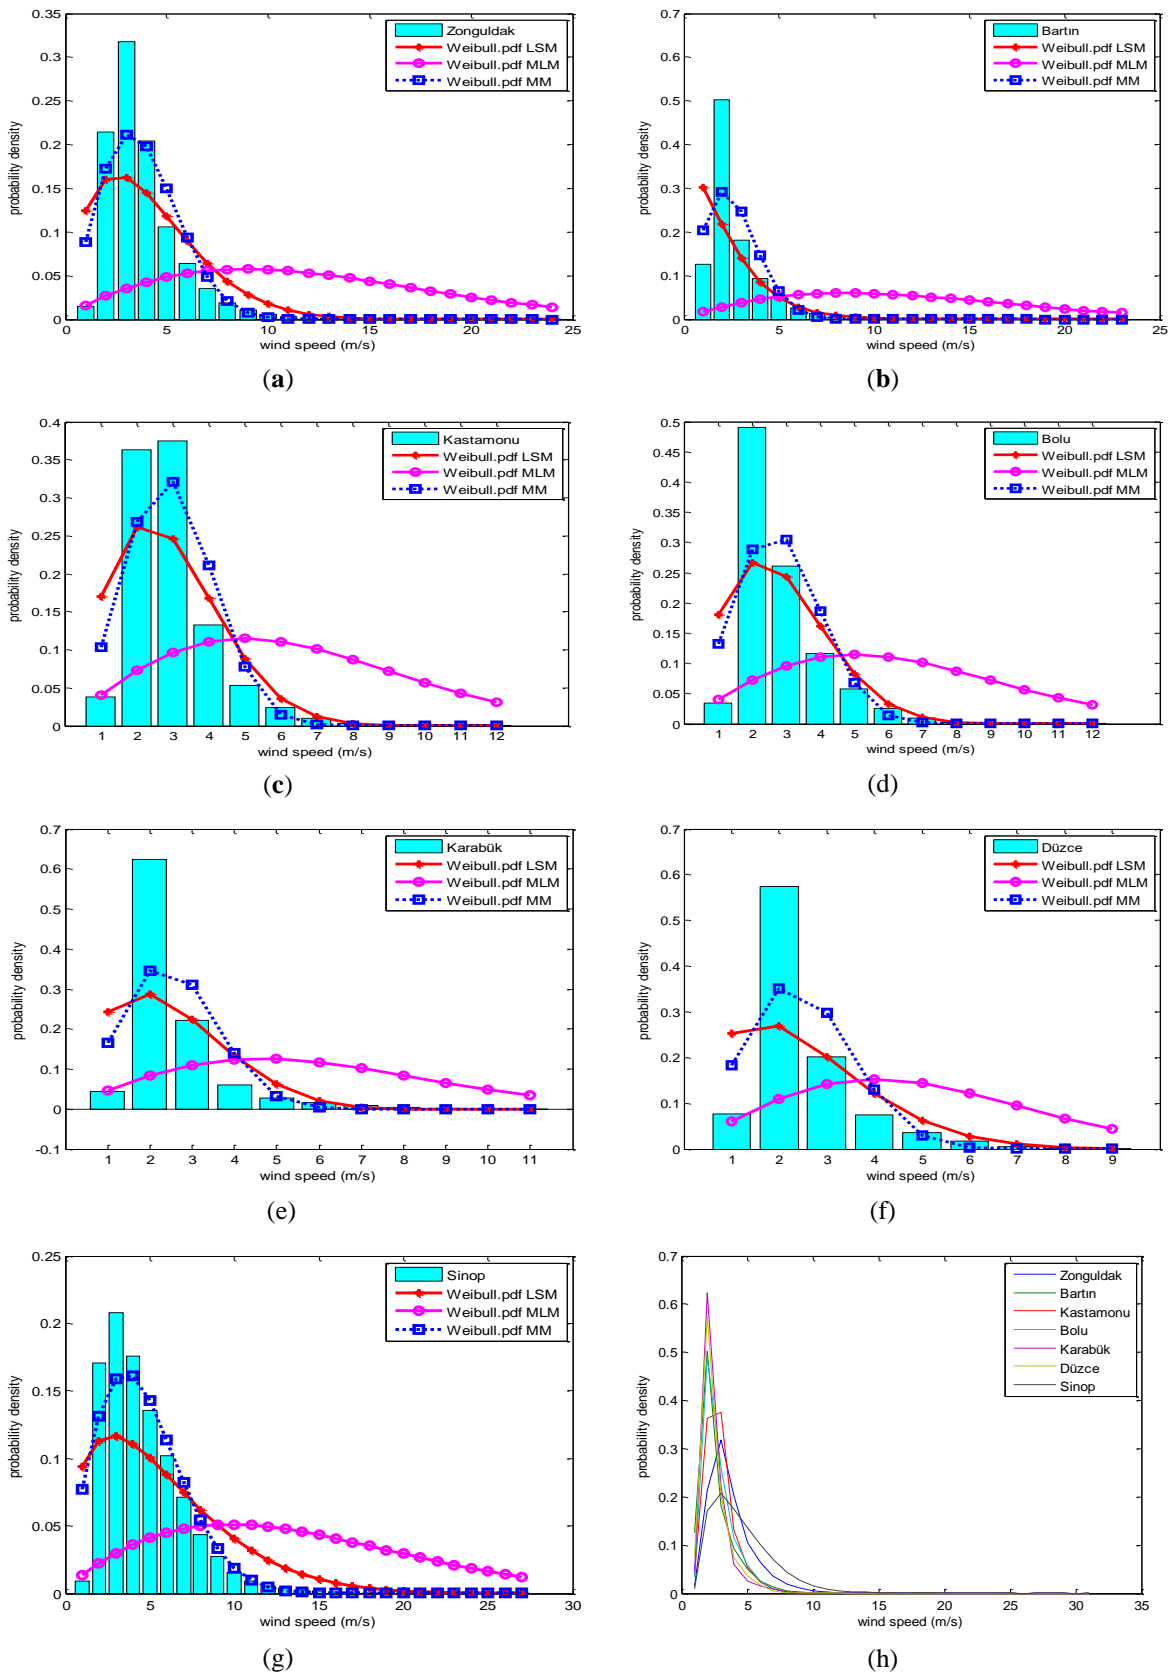 0.35
0.3
0.25
0.2
0.15
0.1
0.05
0
0 5 10 15 20 25
probability density
wind speed (m/s)
Zonguldak
Weibull.pdf LSM
Weibull.pdf MLM
Weibull.pdf MM
(a)
0.7
0.6
0.5
0.4
0.3
0.2
0.1
0
0 5 10 15 20 25
probability density
wind speed (m/s)
Bartın
Weibull.pdf LSM
Weibull.pdf MLM
Weibull.pdf MM
(b)
0.4
0.35
0.3
0.25
0.2
0.15
0.1
0.05
0
1 2 3 4 5 6 7 8 9 10 11 12
probability density
wind speed (m/s)
Kastamonu
Weibull.pdf LSM
Weibull.pdf MLM
Weibull.pdf MM
(c)
0.5
0.45
0.4
0.35
0.3
0.25
0.2
0.15
0.1
0.05
0
1 2 3 4 5 6 7 8 9 10 11 12
probability density
wind speed (m/s)
Bolu
Weibull.pdf LSM
Weibull.pdf MLM
Weibull.pdf MM
(d)
0.7
0.6
0.5
0.4
0.3
0.2
0.1
0
-0.1
1 2 3 4 5 6 7 8 9 10 11
probability density
wind speed (m/s)
Karabük
Weibull.pdf LSM
Weibull.pdf MLM
Weibull.pdf MM
(e)
0.7
0.6
0.5
0.4
0.3
0.2
0.1
0
1 2 3 4 5 6 7 8 9
probability density
wind speed (m/s)
Düzce
Weibull.pdf LSM
Weibull.pdf MLM
Weibull.pdf MM
(f)
0.25
0.2
0.15
0.1
0.05
0
0 5 10 15 20 25 30
probability density
wind speed (m/s)
Sinop
Weibull.pdf LSM
Weibull.pdf MLM
Weibull.pdf MM
(g)
0.7
0.6
0.5
0.4
0.3
0.2
0.1
0
0 5 10 15 20 25 30 35
probability density
wind speed (m/s)
Zonguldak
Bartın
Kastamonu
Bolu
Karabük
Düzce
Sinop
(h)